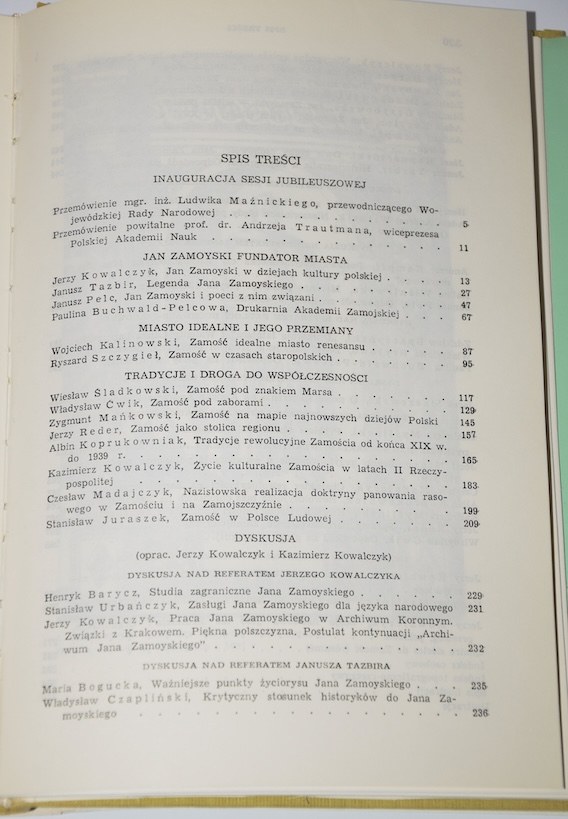 SPIS TREŚCI
INAUGURACJA SESJI JUBILEUSZOWEJ
Przemówienie mgr. inż. Ludwika Maźnickiego, przewodniczącego Wo-
jewódzkiej Rady Narodowej . . . . . . . . . . . . 5
Przemówienie powitalne prof. dr. Andrzeja Trautmana, wiceprezesa
Polskiej Akademii Nauk . . . . . . . . . . . . . 11
JAN ZAMOYSKI FUNDATOR MIASTA
Jerzy Kowalczyk, Jan Zamoyski w dziejach kultury polskiej . . . . 13
Janusz Tazbir, Legenda Jana Zamoyskiego . . . . . . . . 27
Janusz Pelc, Jan Zamoyski i poeci z nim związani . . . . . . . 47
Paulina Buchwald-Pelcowa, Drukarnia Akademii Zamojskiej . . . 67
MIASTO IDEALNE I JEGO PRZEMIANY
Wojciech Kalinowski, Zamość idealne miasto renesansu . . . . . 87
Ryszard Szczygieł, Zamość w czasach staropolskich . . . . . . 95
TRADYCJE I DROGA DO WSPÓŁCZESNOŚCI
Wiesław Śladkowski, Zamość pod znakiem Marsa . . . . . . 117
Władysław Ćwik, Zamość pod zaborami . . . . . . . . . 129
Zygmunt Mańkowski, Zamość na mapie najnowszych dziejów Polski 145
Jerzy Reder, Zamość jako stolica regionu . . . . . . . . . 157
Albin Koprukowniak, Tradycje rewolucyjne Zamościa od końca XIX w.
do 1939 r. . . . . . . . . . . . . . . . . 165
Kazimierz Kowalczyk, Życie kulturalne Zamościa w latach II Rzeczy-
pospolitej . . . . . . . . . . . . . . . . 183
Czesław Madajczyk, Nazistowska realizacja doktryny panowania raso-
wego w Zamościu i na Zamojszczyźnie . . . . . . . . . 199
Stanisław Juraszek, Zamość w Polsce Ludowej . . . . . . . 209
DYSKUSJA
(oprac. Jerzy Kowalczyk i Kazimierz Kowalczyk)
DYSKUSJA NAD REFERATEM JERZEGO KOWALCZYKA
Henryk Barycz, Studia zagraniczne Jana Zamoyskiego . . . . . . 229
Stanisław Urbańczyk, Zasługi Jana Zamoyskiego dla języka narodowego 231
Jerzy Kowalczyk, Praca Jana Zamoyskiego w Archiwum Koronnym.
Związki z Krakowem. Piękna polszczyzna. Postulat kontynuacji „Archi-
wum Jana Zamoyskiego” . . . . . . . . . . . . . 232
DYSKUSJA NAD REFERATEM JANUSZA TAZBIRA
Maria Bogucka, Ważniejsze punkty życiorysu Jana Zamoyskiego . . . 235
Władysław Czapliński, Krytyczny stosunek historyków do Jana Za-
moyskiego . . . . . . . . . . . . . . . . 236